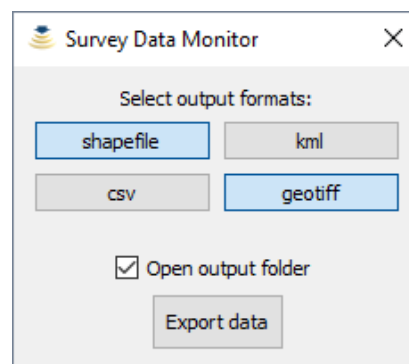 Survey Data Monitor
Select output formats:
shapefile kml
csv geotiff
Open output folder
Export data